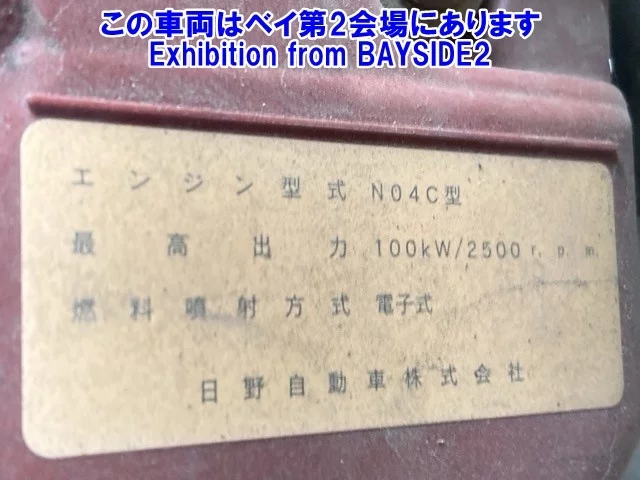 この車両はベイ第2会場にあります
Exhibition from BAYSIDE2
エンジン型式 N04C型
最高出力 100kW/2500r.p.m.
燃料噴射方式 電子式
日野自動車株式会社